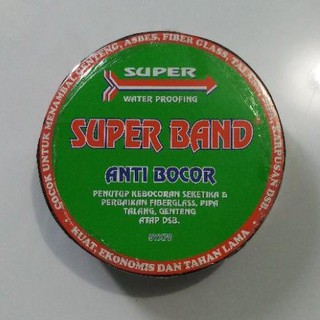 COCOK UNTUK MENAMBAL GENTENG, ASBES, FIBER GLASS,
SUPER
WATER PROOFING
SUPER BAND
ANTI BOCOR
PENUTUP KEBOCORAN SEKETIKA &
PERBAIKAN FIBERGLASS, PIPA
TALANG, GENTENG
ATAP DSB.
KUAT, EKONOMIS DAN TAHAN LAMA